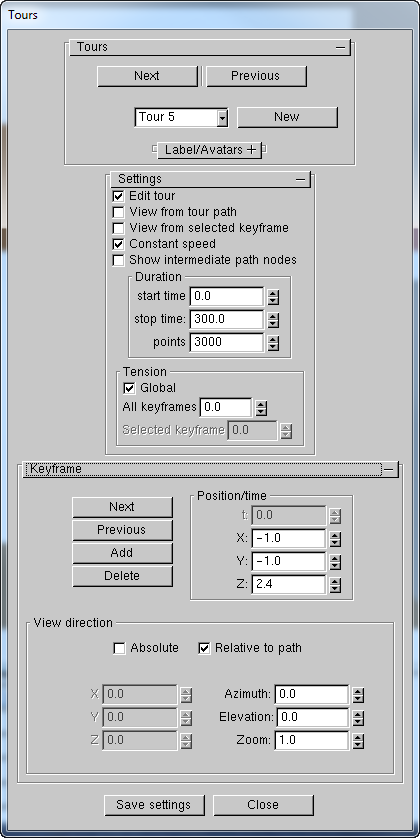 Tours
Tours
Next Previous
Tour 5 New
Label/Avatars +
Settings
Edit tour
View from tour path
View from selected keyframe
Constant speed
Show intermediate path nodes
Duration
start time 0.0
stop time: 300.0
points 3000
Tension
Global
All keyframes 0.0
Selected keyframe 0.0
Keyframe
Next
Previous
Add
Delete
Position/time
t: 0.0
X: -1.0
Y: -1.0
Z: 2.4
View direction
Absolute Relative to path
X 0.0 Azimuth: 0.0
Y 0.0 Elevation: 0.0
Z 0.0 Zoom: 1.0
Save settings Close